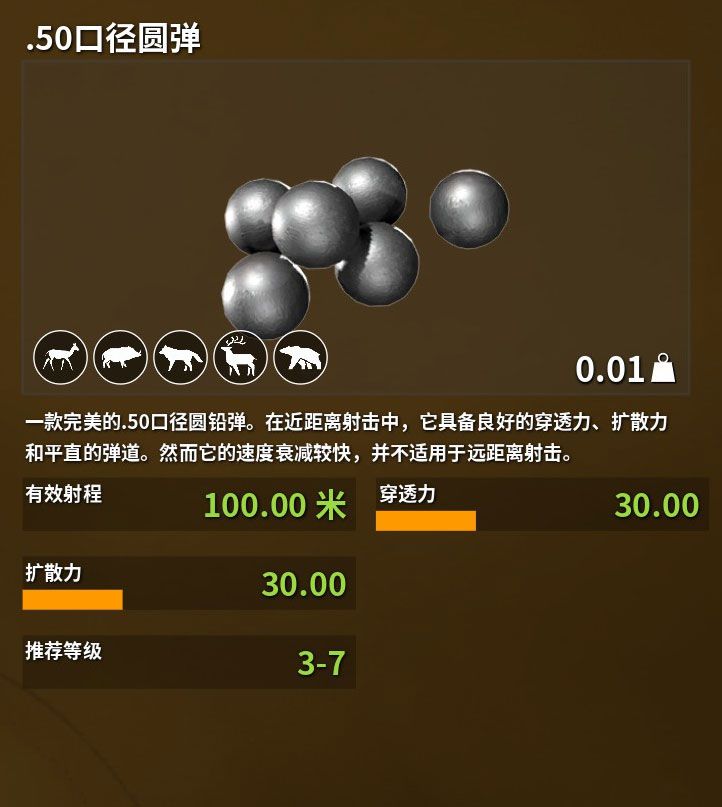 .50口径圆弹
0.01
一款完美的.50口径圆铅弹。在近距离射击中，它具备良好的穿透力、扩散力
和平直的弹道。然而它的速度衰减较快，并不适用于远距离射击。
有效射程
100.00 米
穿透力
30.00
扩散力
30.00
推荐等级
3-7